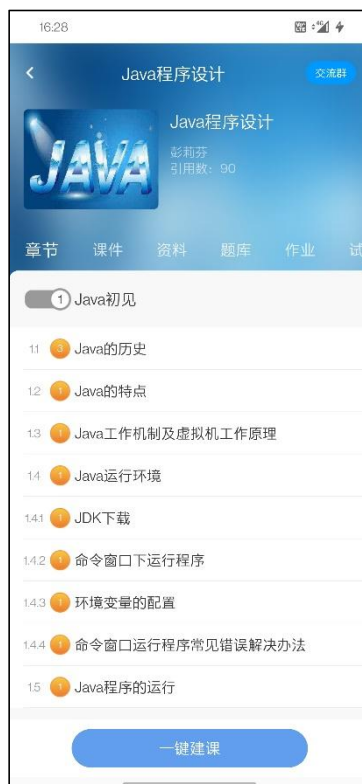 16:28
Java程序设计
交流群
JAVA
Java程序设计
彭莉芬
引用数：90
章节 课件 资料 题库 作业 试
1 Java初见
1.1 3 Java的历史
1.2 1 Java的特点
1.3 1 Java工作机制及虚拟机工作原理
1.4 1 Java运行环境
1.4.1 1 JDK下载
1.4.2 1 命令窗口下运行程序
1.4.3 1 环境变量的配置
1.4.4 1 命令窗口运行程序常见错误解决办法
1.5 1 Java程序的运行
一键建课